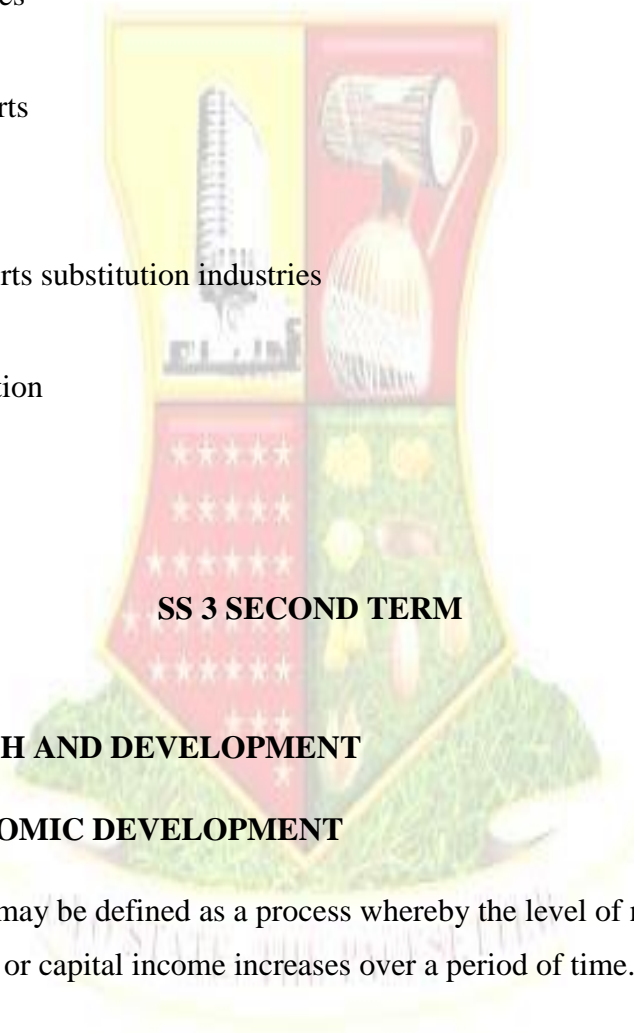 es
rts
rts substitution industries
tion
SS 3 SECOND TERM
H AND DEVELOPMENT
OMIC DEVELOPMENT
may be defined as a process whereby the level of
or capital income increases over a period of time.